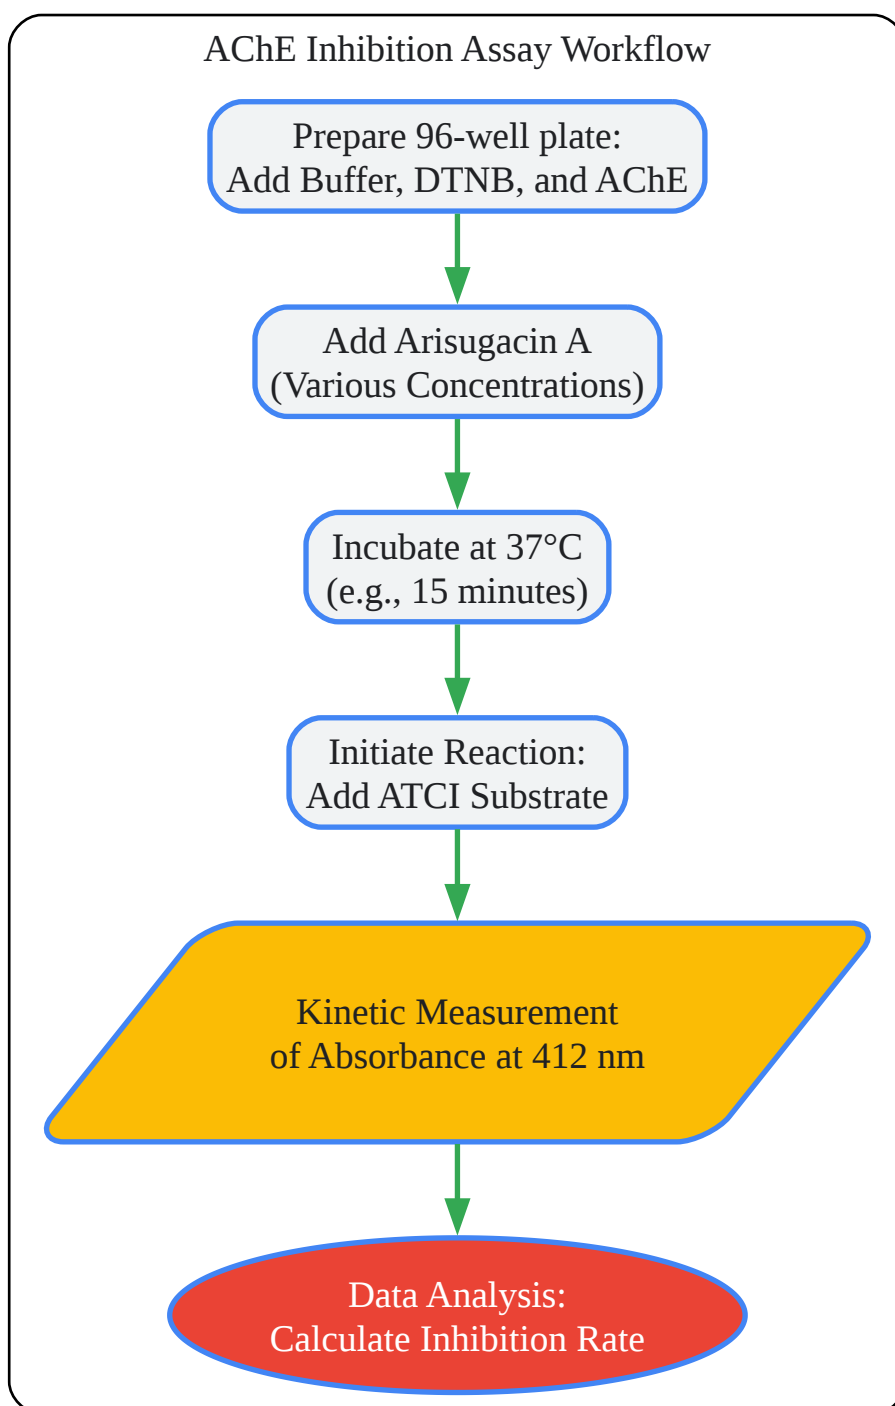 AChE Inhibition Assay Workflow
Prepare 96-well plate:
Add Buffer, DTNB, and AChE
Add Arisugacin A
(Various Concentrations)
Incubate at 37°C
(e.g., 15 minutes)
Initiate Reaction:
Add ATCI Substrate
Kinetic Measurement
of Absorbance at 412 nm
Data Analysis:
Calculate Inhibition Rate